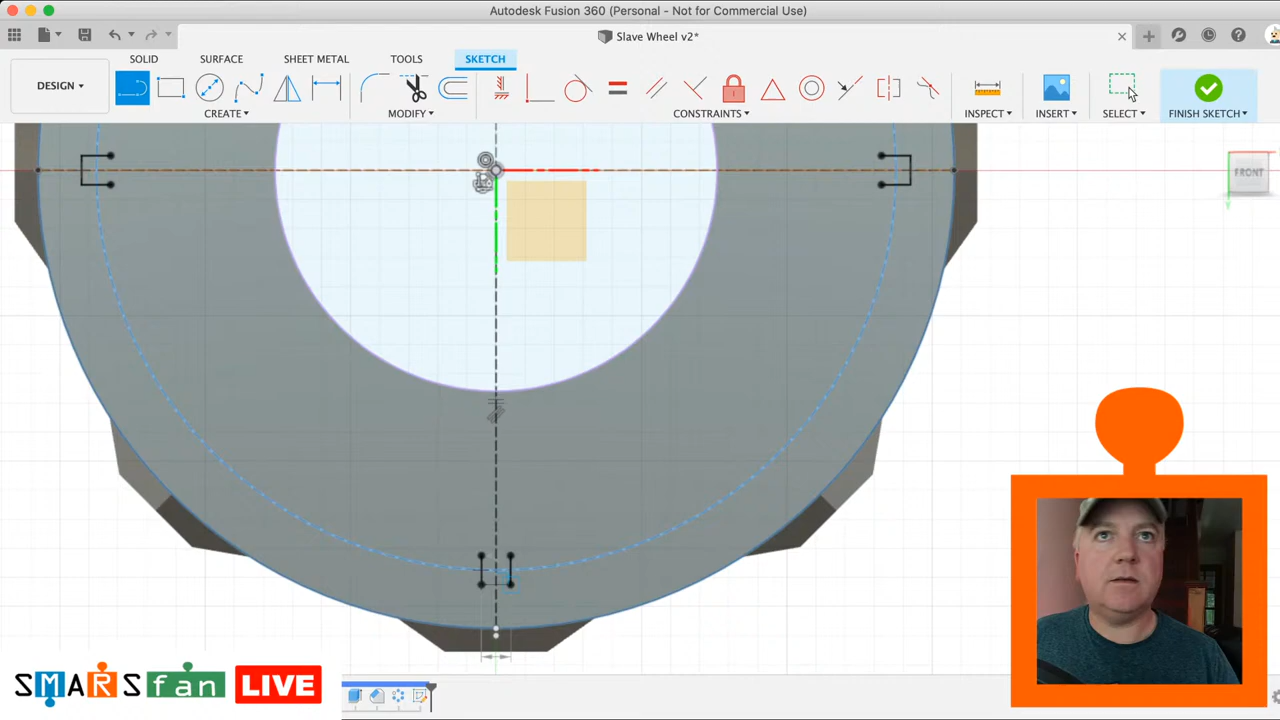 Autodesk Fusion 360 (Personal - Not for Commercial Use)
Slave Wheel v2*
SOLID SURFACE SHEET METAL TOOLS SKETCH
DESIGN ▾
CREATE ▾ MODIFY ▾ CONSTRAINTS ▾ INSPECT ▾ INSERT ▾ SELECT ▾ FINISH SKETCH ▾
FRONT
SMARSfan LIVE